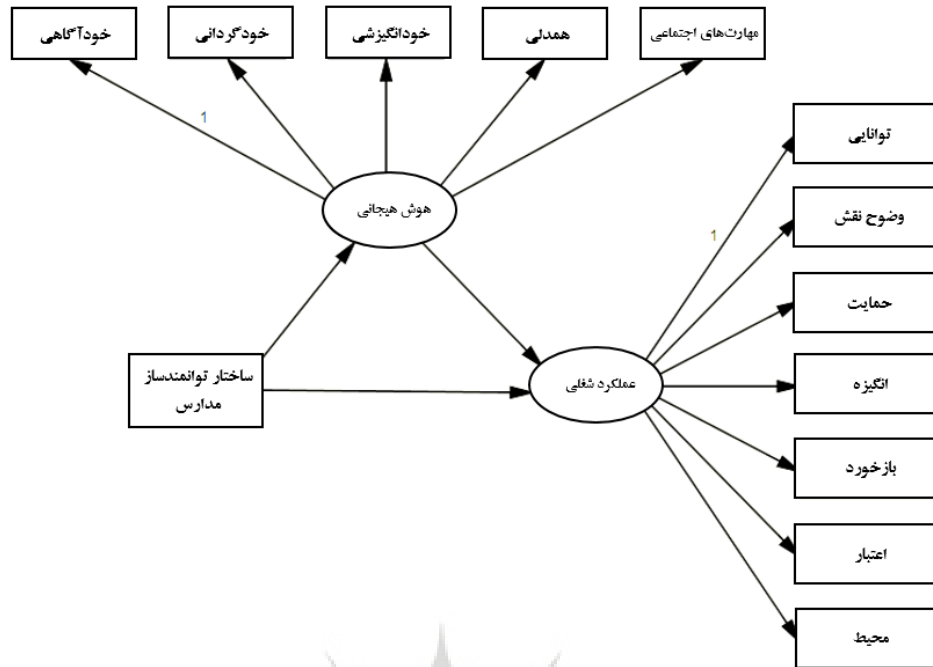 خودآگاهی
خودگردانی
خودانگیزشی
همدلی
مهارت‌های اجتماعی
1
توانایی
هوش هیجانی
وضوح نقش
1
حمایت
ساختار توانمندساز
مدارس
عملکرد شغلی
انگیزه
بازخورد
اعتبار
محیط